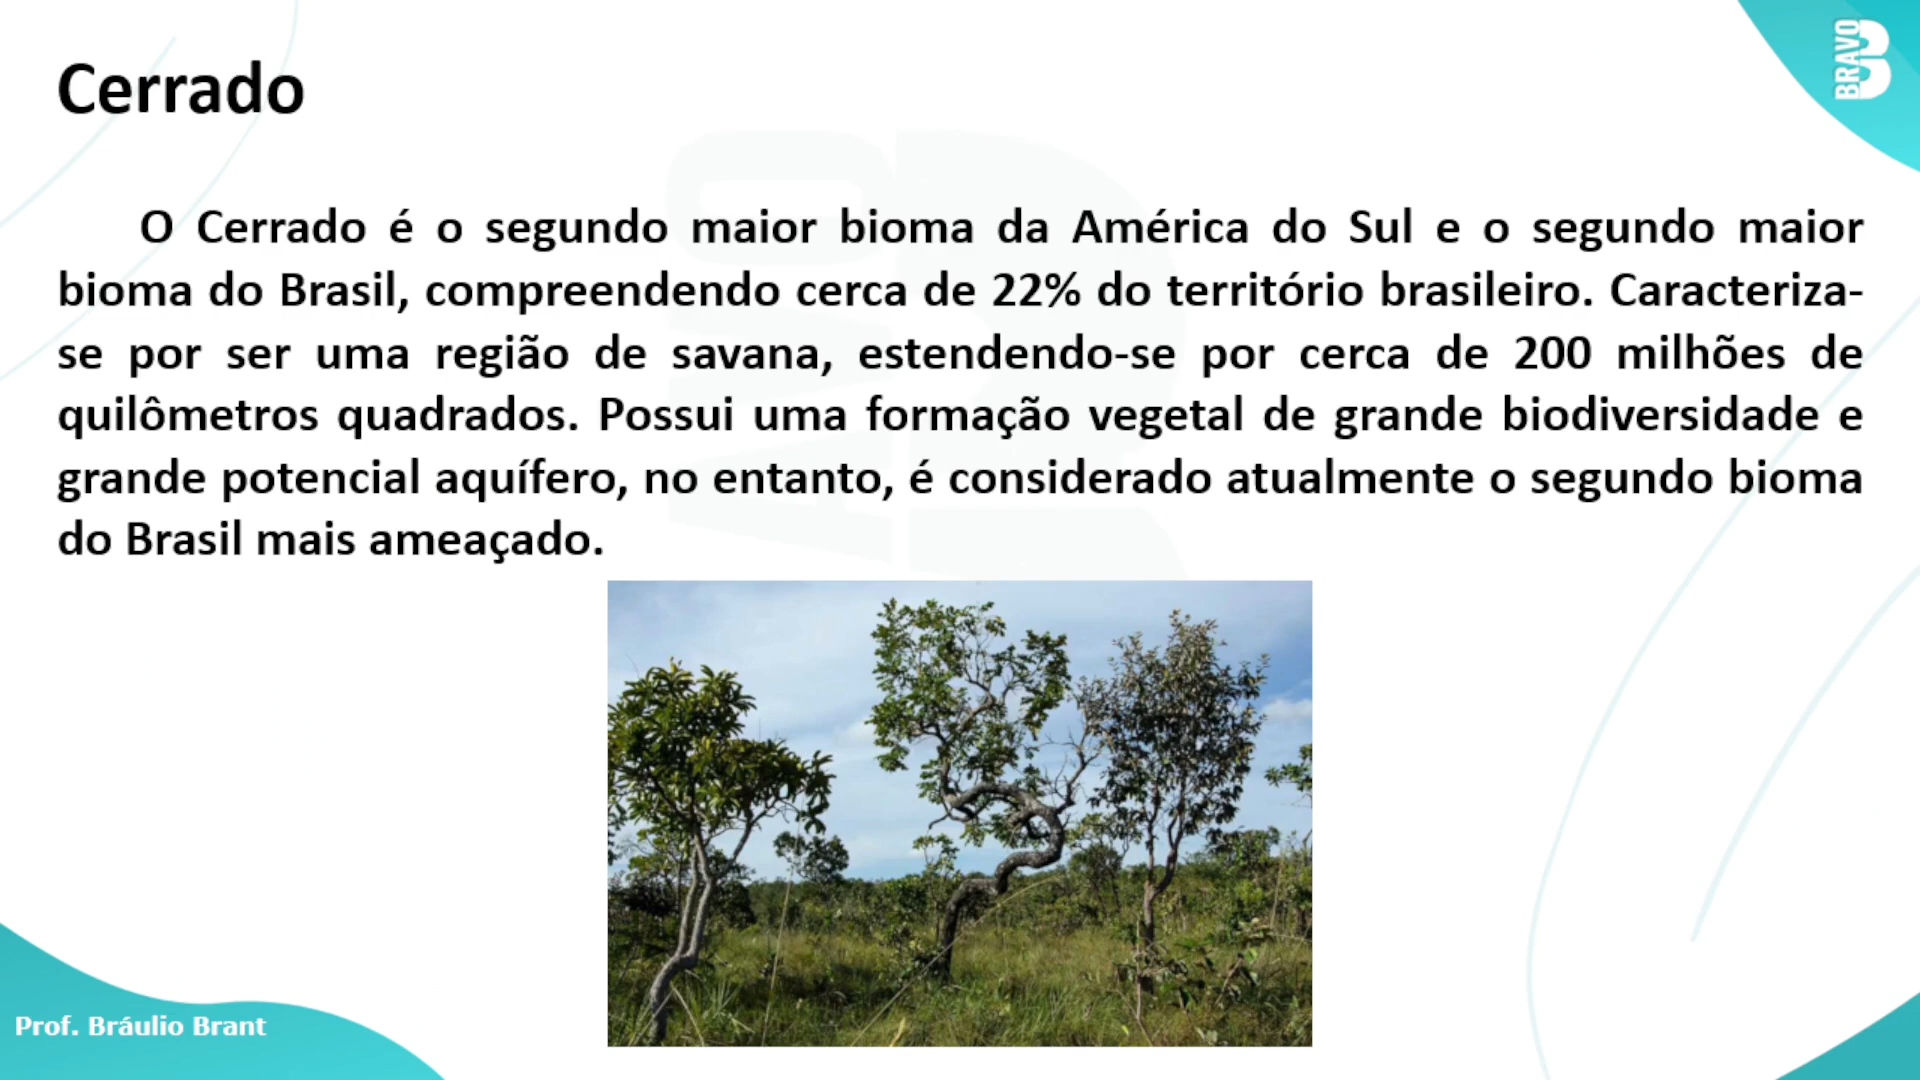 BRAVO
Cerrado
O Cerrado é o segundo maior bioma da América do Sul e o segundo maior
bioma do Brasil, compreendendo cerca de 22% do território brasileiro. Caracteriza-
se por ser uma região de savana, estendendo-se por cerca de 200 milhões de
quilômetros quadrados. Possui uma formação vegetal de grande biodiversidade e
grande potencial aquífero, no entanto, é considerado atualmente o segundo bioma
do Brasil mais ameaçado.
Prof. Bráulio Brant